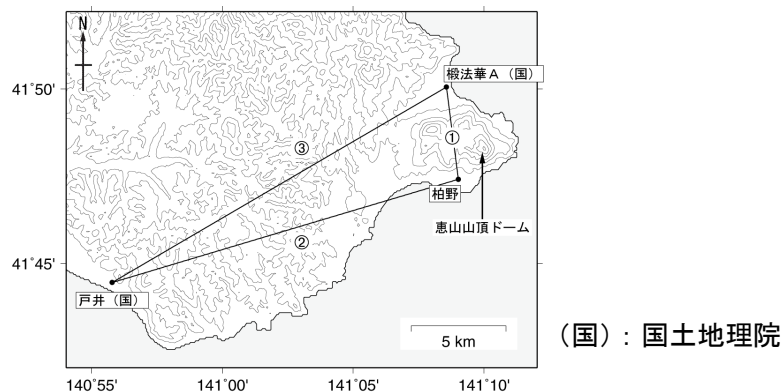 N
椴法華A（国）
41°50'
①
③
柏野
恵山山頂ドーム
②
41°45'
戸井（国）
5 km
（国）：国土地理院
140°55'
141°00'
141°05'
141°10'